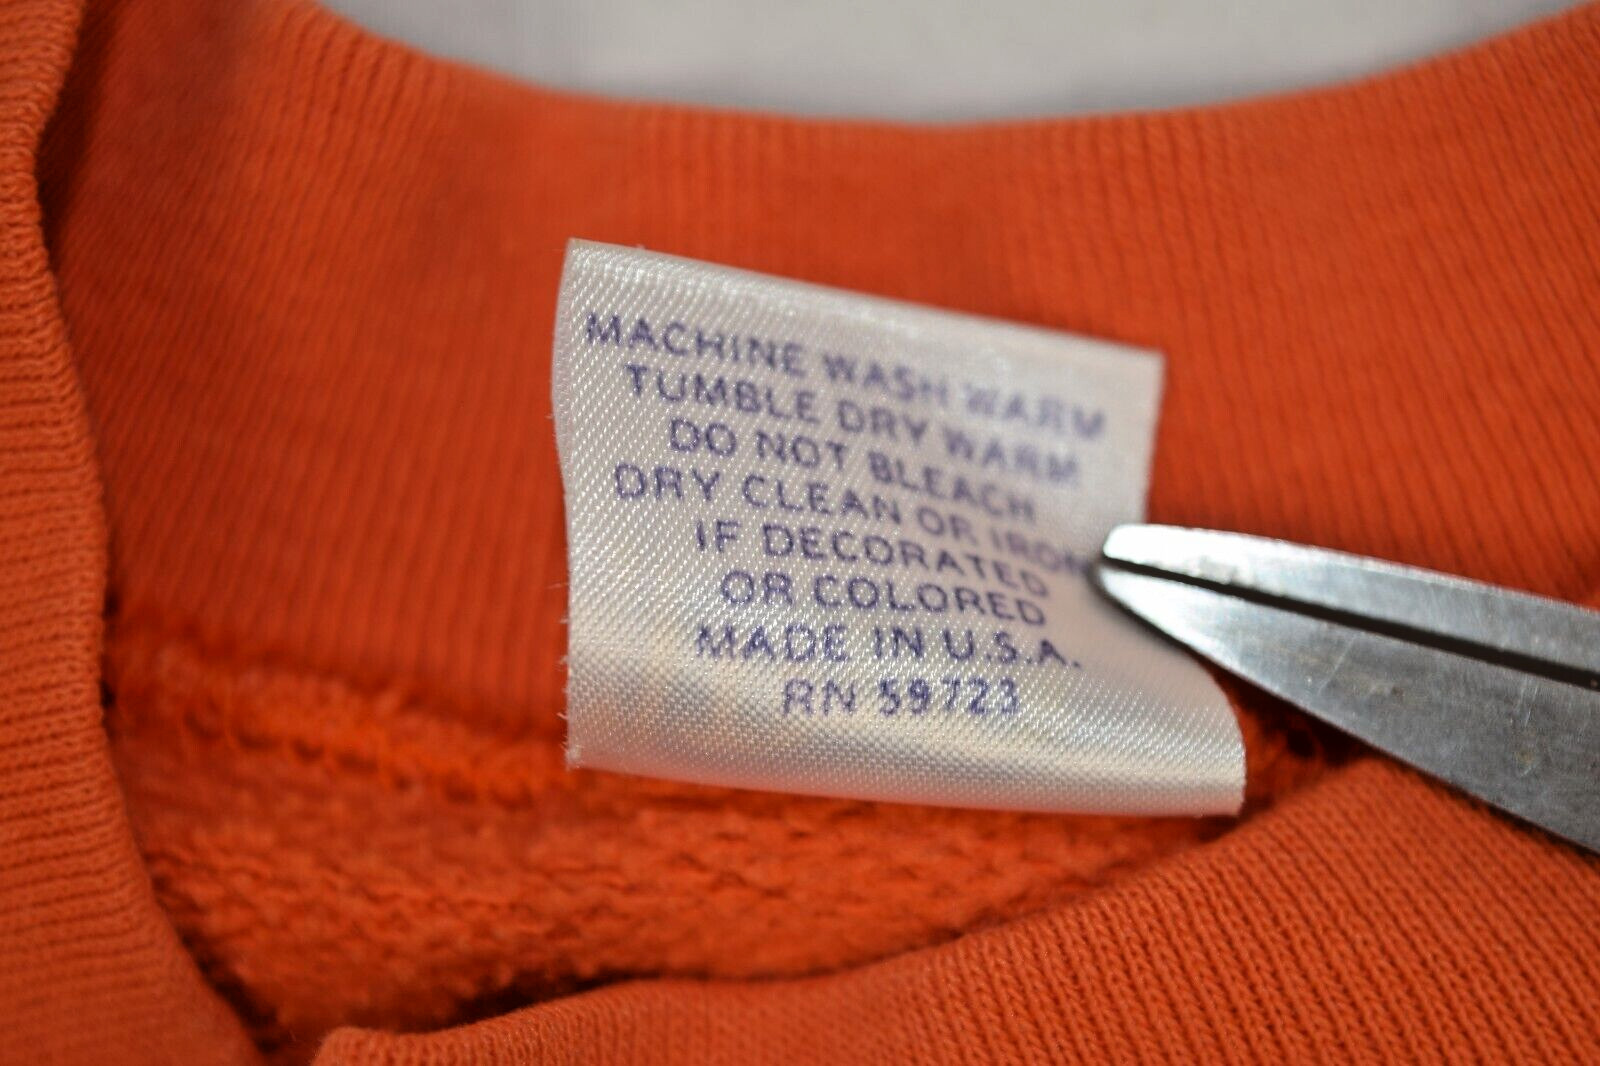 MACHINE WASH WARM
TUMBLE DRY WARM
DO NOT BLEACH
DRY CLEAN OR IRON
IF DECORATED
OR COLORED
MADE IN U.S.A.
RN 59723